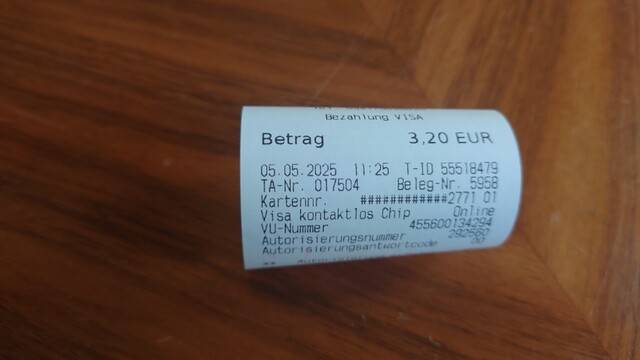 Bezahlung VISA
Betrag 3,20 EUR
05.05.2025 11:25 T-ID 55518479
TA-Nr. 017504 Beleg-Nr. 5958
Kartennr. ############2771 01
Visa kontaktlos Chip Online
VU-Nummer 455600134294
Autorisierungsnummer 292560
Autorisierungsantwortcode 00